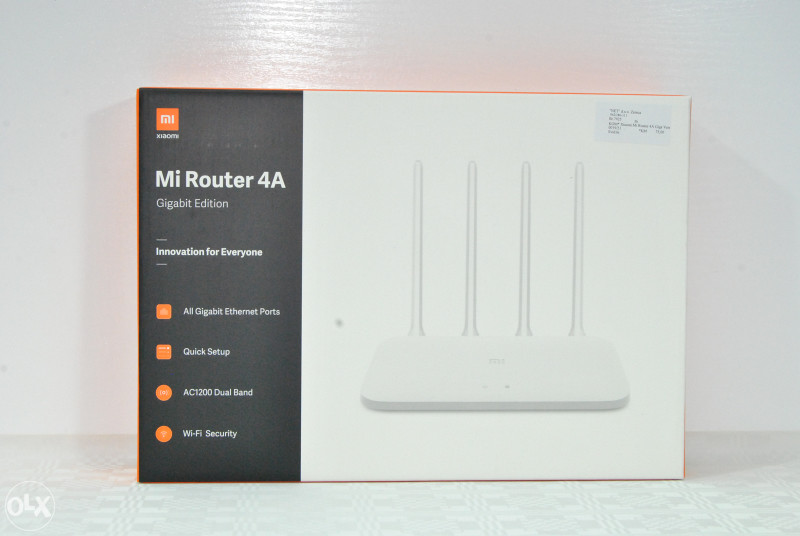 mi
xiaomi
Mi Router 4A
Gigabit Edition
Innovation for Everyone
All Gigabit Ethernet Ports
Quick Setup
AC1200 Dual Band
Wi-Fi Security
mi
OLX